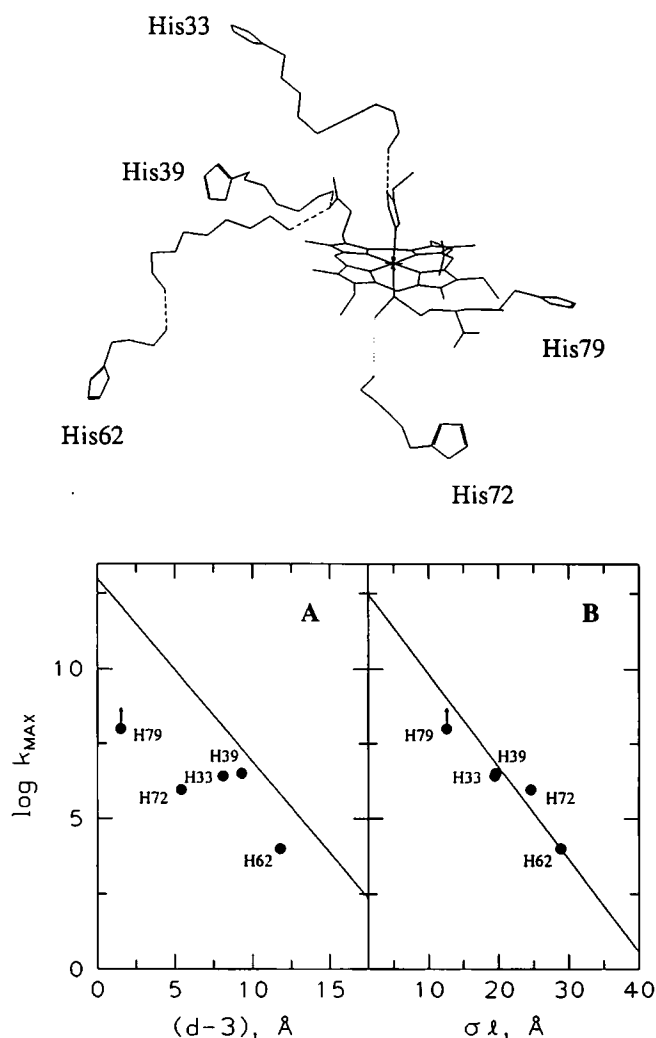 His33
His39
His79
His62
His72
A
B
log k_MAX
10
5
0
H79
H72
H33
H39
H62
H79
H39
H33
H72
H62
0 5 10 15
10 20 30 40
(d-3), Å
σℓ, Å